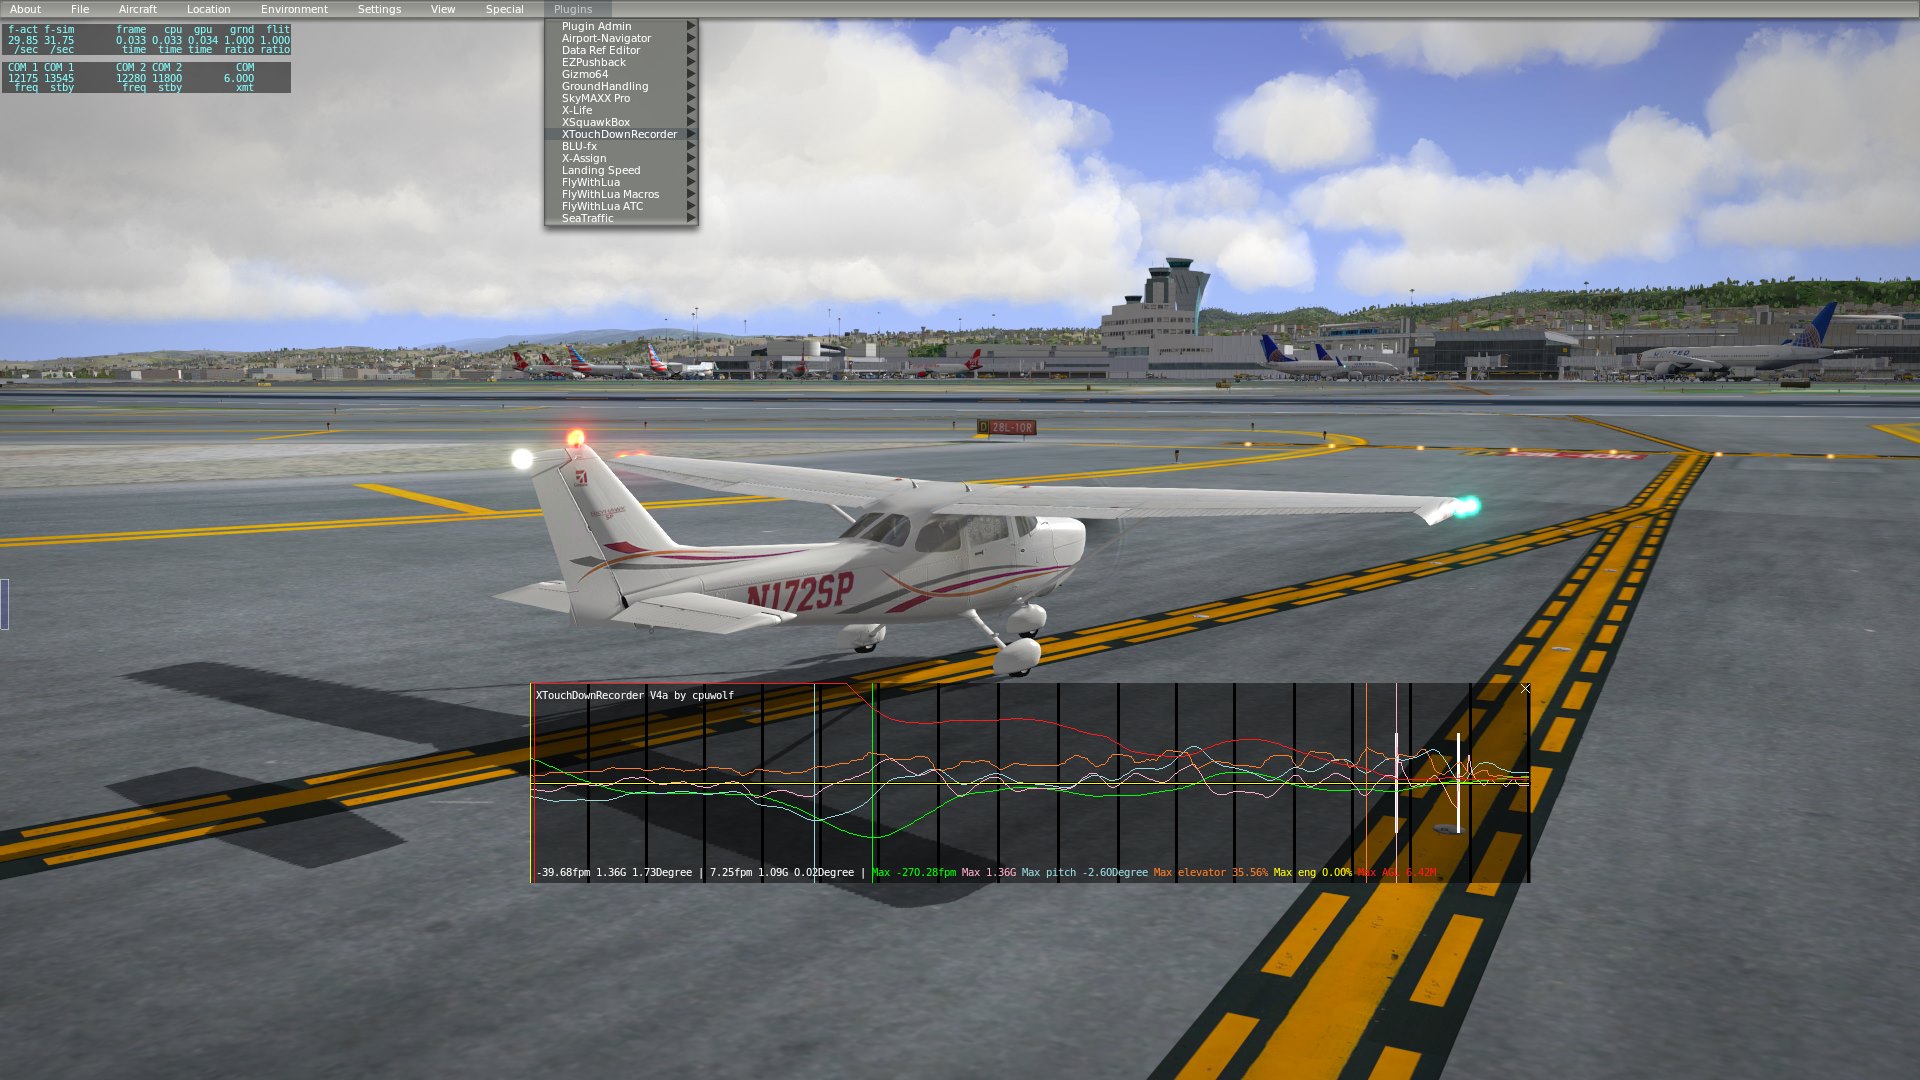 About File Aircraft Location Environment Settings View Special Plugins
f-act f-sim frame cpu gpu grnd flit
29.85 31.75 0.033 0.033 0.034 1.000 1.000
/sec /sec time time time ratio ratio
COM 1 COM 1 COM 2 COM 2 COM
12175 13545 12280 11800 6.000
freq stby freq stby xmt
Plugin Admin
Airport-Navigator
Data Ref Editor
EZPushback
Gizmo64
GroundHandling
SkyMAXX Pro
X-Life
XSquawkBox
XTouchDownRecorder
BLU-fx
X-Assign
Landing Speed
FlyWithLua
FlyWithLua Macros
FlyWithLua ATC
SeaTraffic
UNITED
D 28L-10R
N172SP
XTouchDownRecorder V4a by cpuwolf
-39.68fpm 1.36G 1.73Degree | 7.25fpm 1.09G 0.02Degree | Max -270.28fpm Max 1.36G Max pitch -2.60Degree Max elevator 35.56% Max eng 0.00% Max AGL 6.42M